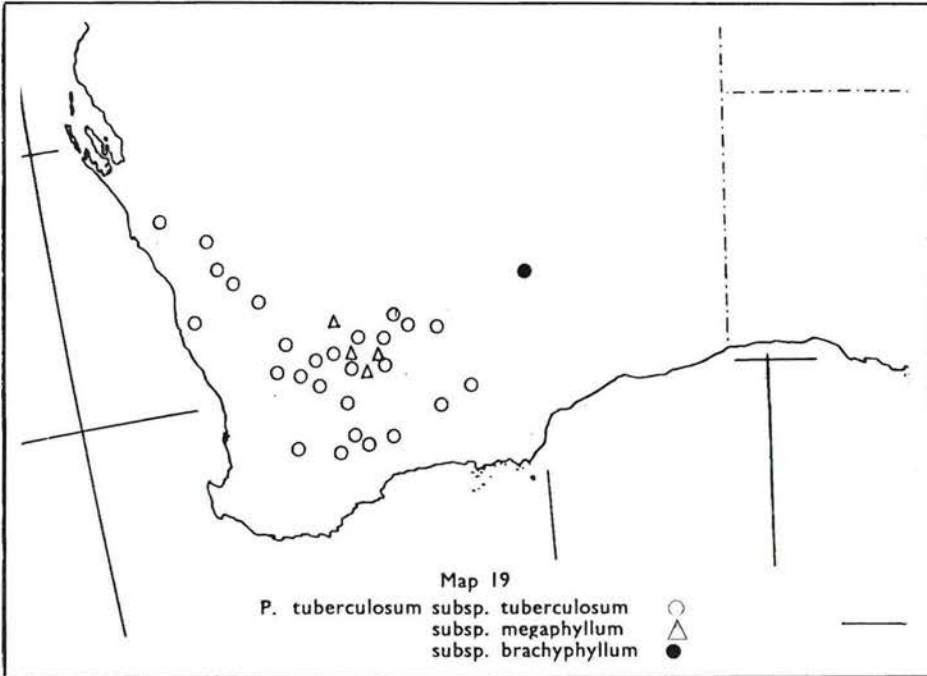 Map 19
P. tuberculosum subsp. tuberculosum
subsp. megaphyllum
subsp. brachyphyllum